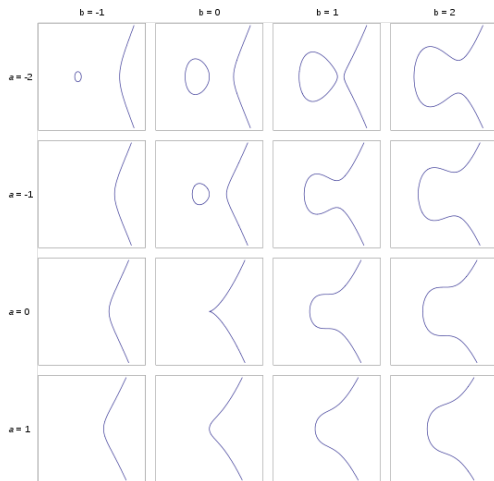 b = -1 b = 0 b = 1 b = 2
a = -2
a = -1
a = 0
a = 1